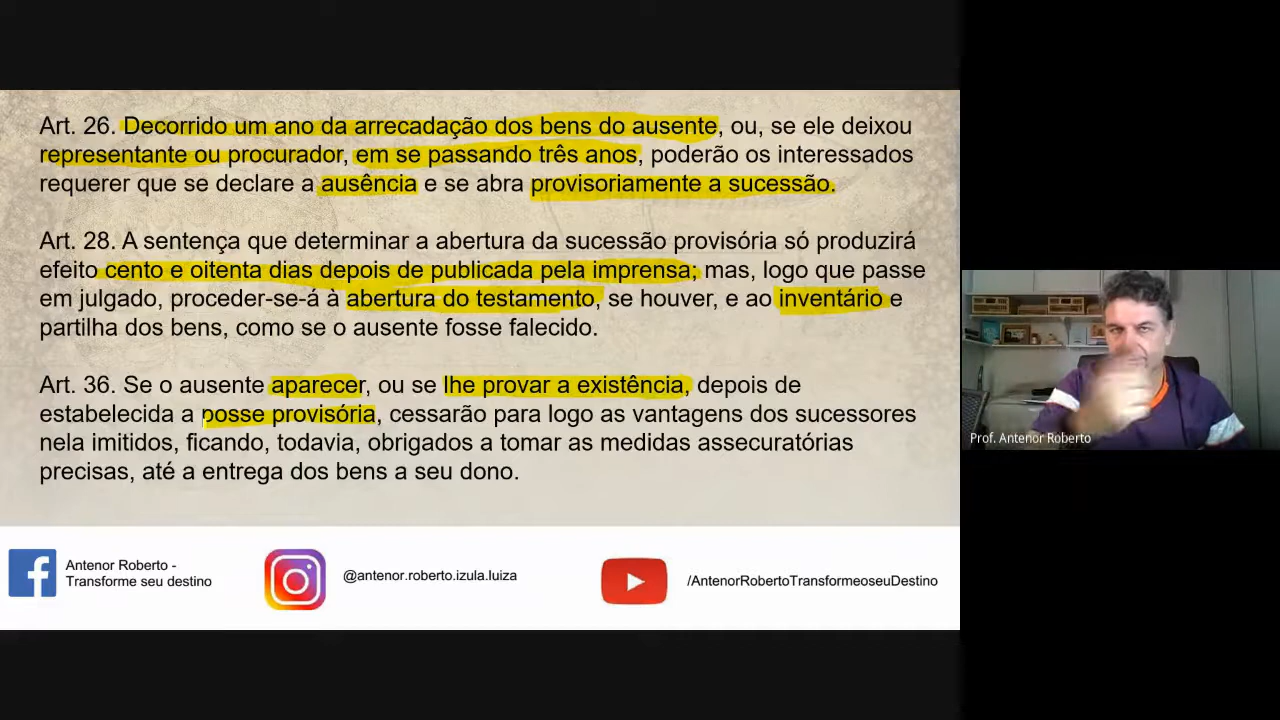 Art. 26. Decorrido um ano da arrecadação dos bens do ausente, ou, se ele deixou
representante ou procurador, em se passando três anos, poderão os interessados
requerer que se declare a ausência e se abra provisoriamente a sucessão.
Art. 28. A sentença que determinar a abertura da sucessão provisória só produzirá
efeito cento e oitenta dias depois de publicada pela imprensa; mas, logo que passe
em julgado, proceder-se-á à abertura do testamento, se houver, e ao inventário e
partilha dos bens, como se o ausente fosse falecido.
Art. 36. Se o ausente aparecer, ou se lhe provar a existência, depois de
estabelecida a posse provisória, cessarão para logo as vantagens dos sucessores
nela imitidos, ficando, todavia, obrigados a tomar as medidas assecuratórias
precisas, até a entrega dos bens a seu dono.
Antenor Roberto -
Transforme seu destino
@antenor.roberto.izula.luiza
/AntenorRobertoTransformeoseuDestino
Prof. Antenor Roberto